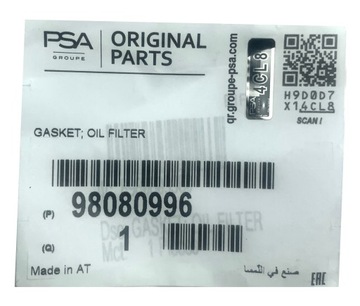 PSA
GROUPE
ORIGINAL
PARTS
qr.groupe-psa.com
14CL8
H9D0D7
X14CL8
SCAN!
GASKET; OIL FILTER
(P) 98080996
(Q) 1
Made in AT
صنع في النمسا
EAC